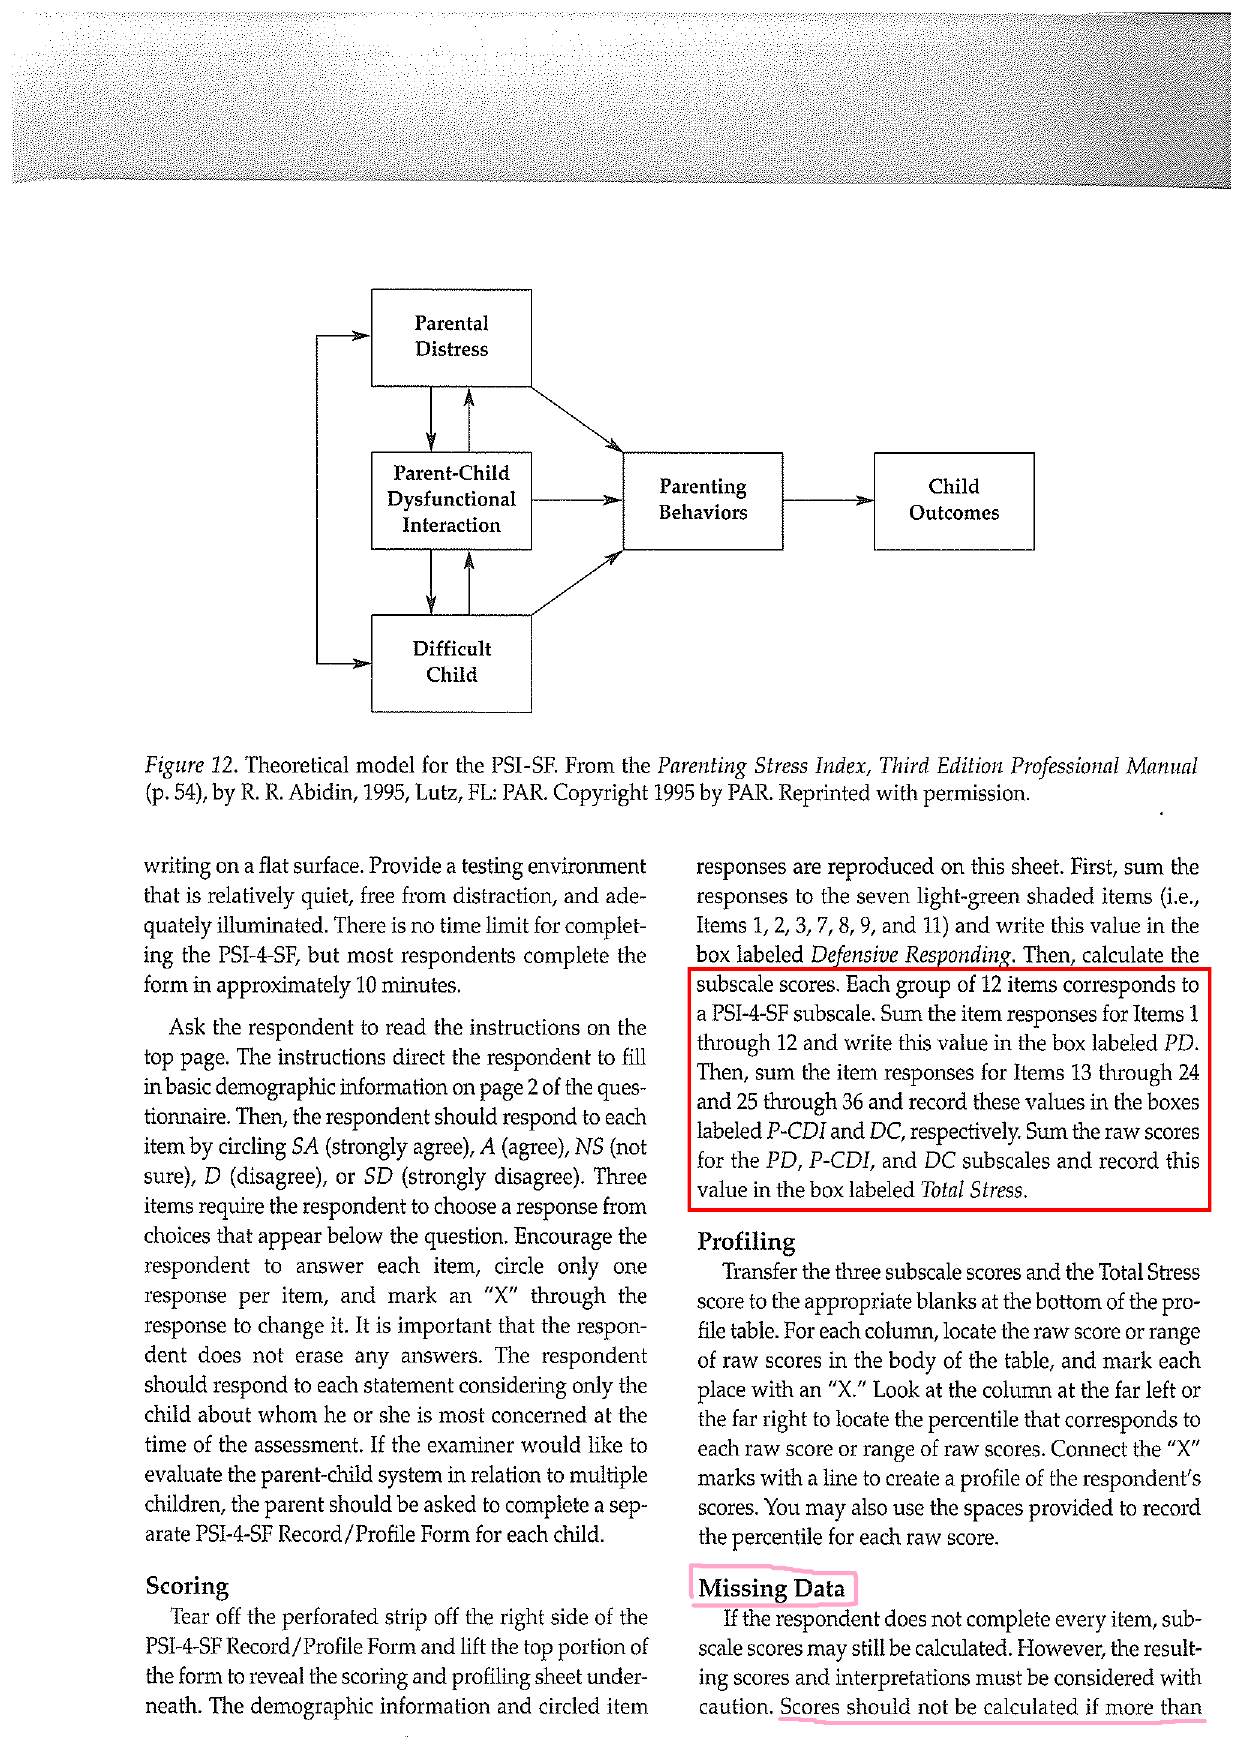 Parental
Distress
Parent-Child
Dysfunctional
Interaction
Parenting
Behaviors
Child
Outcomes
Difficult
Child
Figure 12. Theoretical model for the PSI-SF. From the Parenting Stress Index, Third Edition Professional Manual
(p. 54), by R. R. Abidin, 1995, Lutz, FL: PAR. Copyright 1995 by PAR. Reprinted with permission.
writing on a flat surface. Provide a testing environment
that is relatively quiet, free from distraction, and ade-
quately illuminated. There is no time limit for complet-
ing the PSI-4-SF, but most respondents complete the
form in approximately 10 minutes.
Ask the respondent to read the instructions on the
top page. The instructions direct the respondent to fill
in basic demographic information on page 2 of the ques-
tionnaire. Then, the respondent should respond to each
item by circling SA (strongly agree), A (agree), NS (not
sure), D (disagree), or SD (strongly disagree). Three
items require the respondent to choose a response from
choices that appear below the question. Encourage the
respondent to answer each item, circle only one
response per item, and mark an "X" through the
response to change it. It is important that the respon-
dent does not erase any answers. The respondent
should respond to each statement considering only the
child about whom he or she is most concerned at the
time of the assessment. If the examiner would like to
evaluate the parent-child system in relation to multiple
children, the parent should be asked to complete a sep-
arate PSI-4-SF Record/Profile Form for each child.
Scoring
Tear off the perforated strip off the right side of the
PSI-4-SF Record/Profile Form and lift the top portion of
the form to reveal the scoring and profiling sheet under-
neath. The demographic information and circled item
responses are reproduced on this sheet. First, sum the
responses to the seven light-green shaded items (i.e.,
Items 1, 2, 3, 7, 8, 9, and 11) and write this value in the
box labeled Defensive Responding. Then, calculate the
subscale scores. Each group of 12 items corresponds to
a PSI-4-SF subscale. Sum the item responses for Items 1
through 12 and write this value in the box labeled PD.
Then, sum the item responses for Items 13 through 24
and 25 through 36 and record these values in the boxes
labeled P-CDI and DC, respectively. Sum the raw scores
for the PD, P-CDI, and DC subscales and record this
value in the box labeled Total Stress.
Profiling
Transfer the three subscale scores and the Total Stress
score to the appropriate blanks at the bottom of the pro-
file table. For each column, locate the raw score or range
of raw scores in the body of the table, and mark each
place with an "X." Look at the column at the far left or
the far right to locate the percentile that corresponds to
each raw score or range of raw scores. Connect the "X"
marks with a line to create a profile of the respondent's
scores. You may also use the spaces provided to record
the percentile for each raw score.
Missing Data
If the respondent does not complete every item, sub-
scale scores may still be calculated. However, the result-
ing scores and interpretations must be considered with
caution. Scores should not be calculated if more than